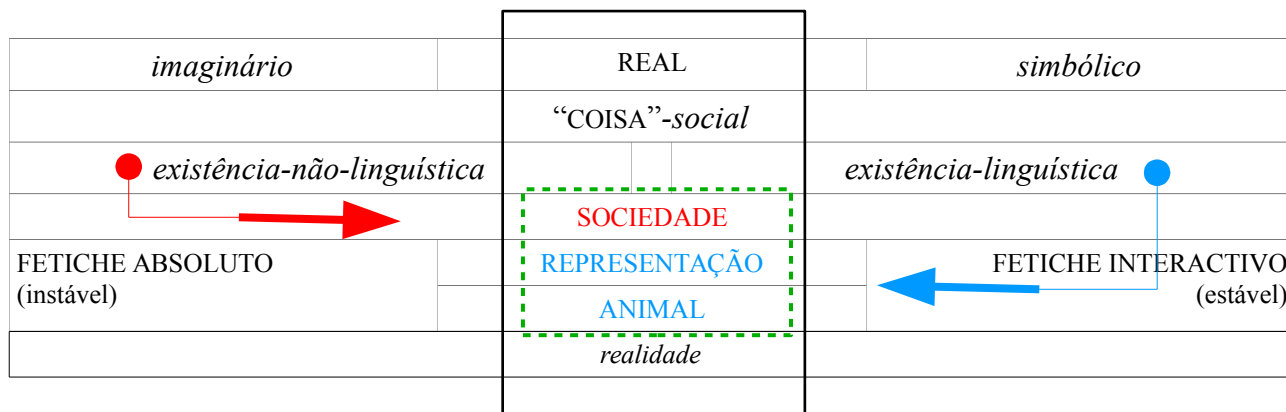 imaginário REAL simbólico
“COISA”-social
existência-não-linguística existência-linguística
SOCIEDADE
FETICHE ABSOLUTO REPRESENTAÇÃO FETICHE INTERACTIVO
(instável) (estável)
ANIMAL
realidade